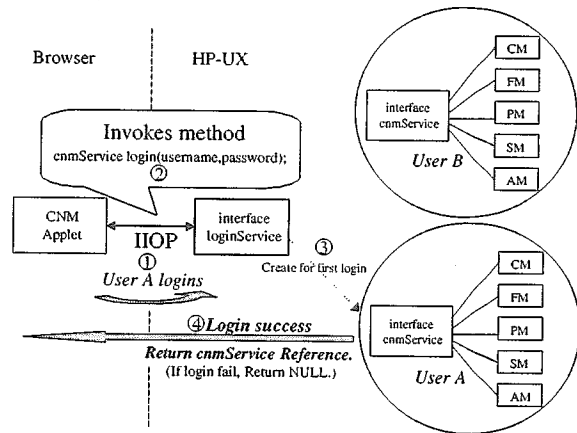 Browser
HP-UX
Invokes method
cnmService login(username,password);
②
CNM
Applet
IIOP
interface
loginService
①
User A logins
③
Create for first login
④Login success
Return cnmService Reference.
(If login fail, Return NULL.)
interface
cnmService
User B
CM
FM
PM
SM
AM
interface
cnmService
User A
CM
FM
PM
SM
AM